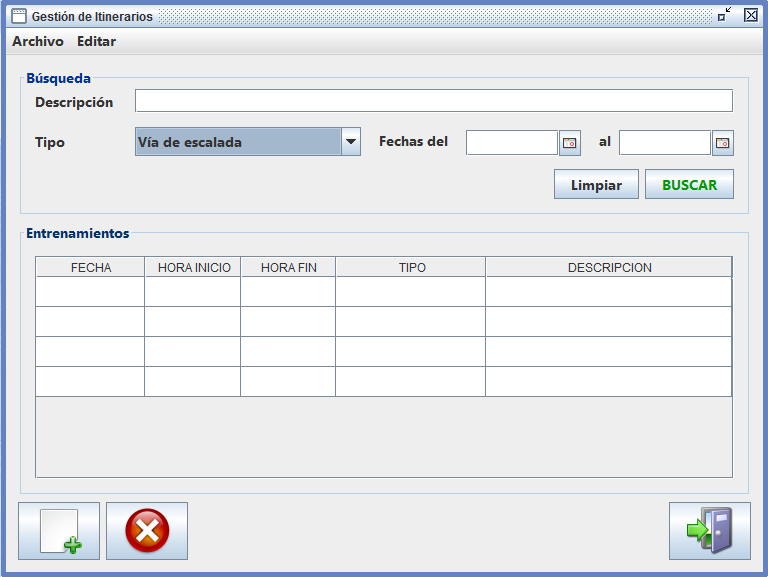 Gestión de Itinerarios
Archivo Editar
Búsqueda
Descripción
Tipo Vía de escalada Fechas del al
Limpiar BUSCAR
Entrenamientos
FECHA HORA INICIO HORA FIN TIPO DESCRIPCION